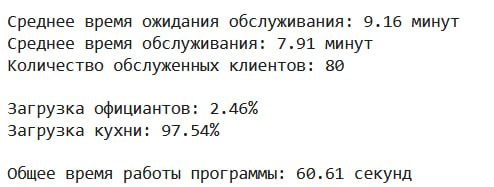 Среднее время ожидания обслуживания: 9.16 минут
Среднее время обслуживания: 7.91 минут
Количество обслуженных клиентов: 80
Загрузка официантов: 2.46%
Загрузка кухни: 97.54%
Общее время работы программы: 60.61 секунд